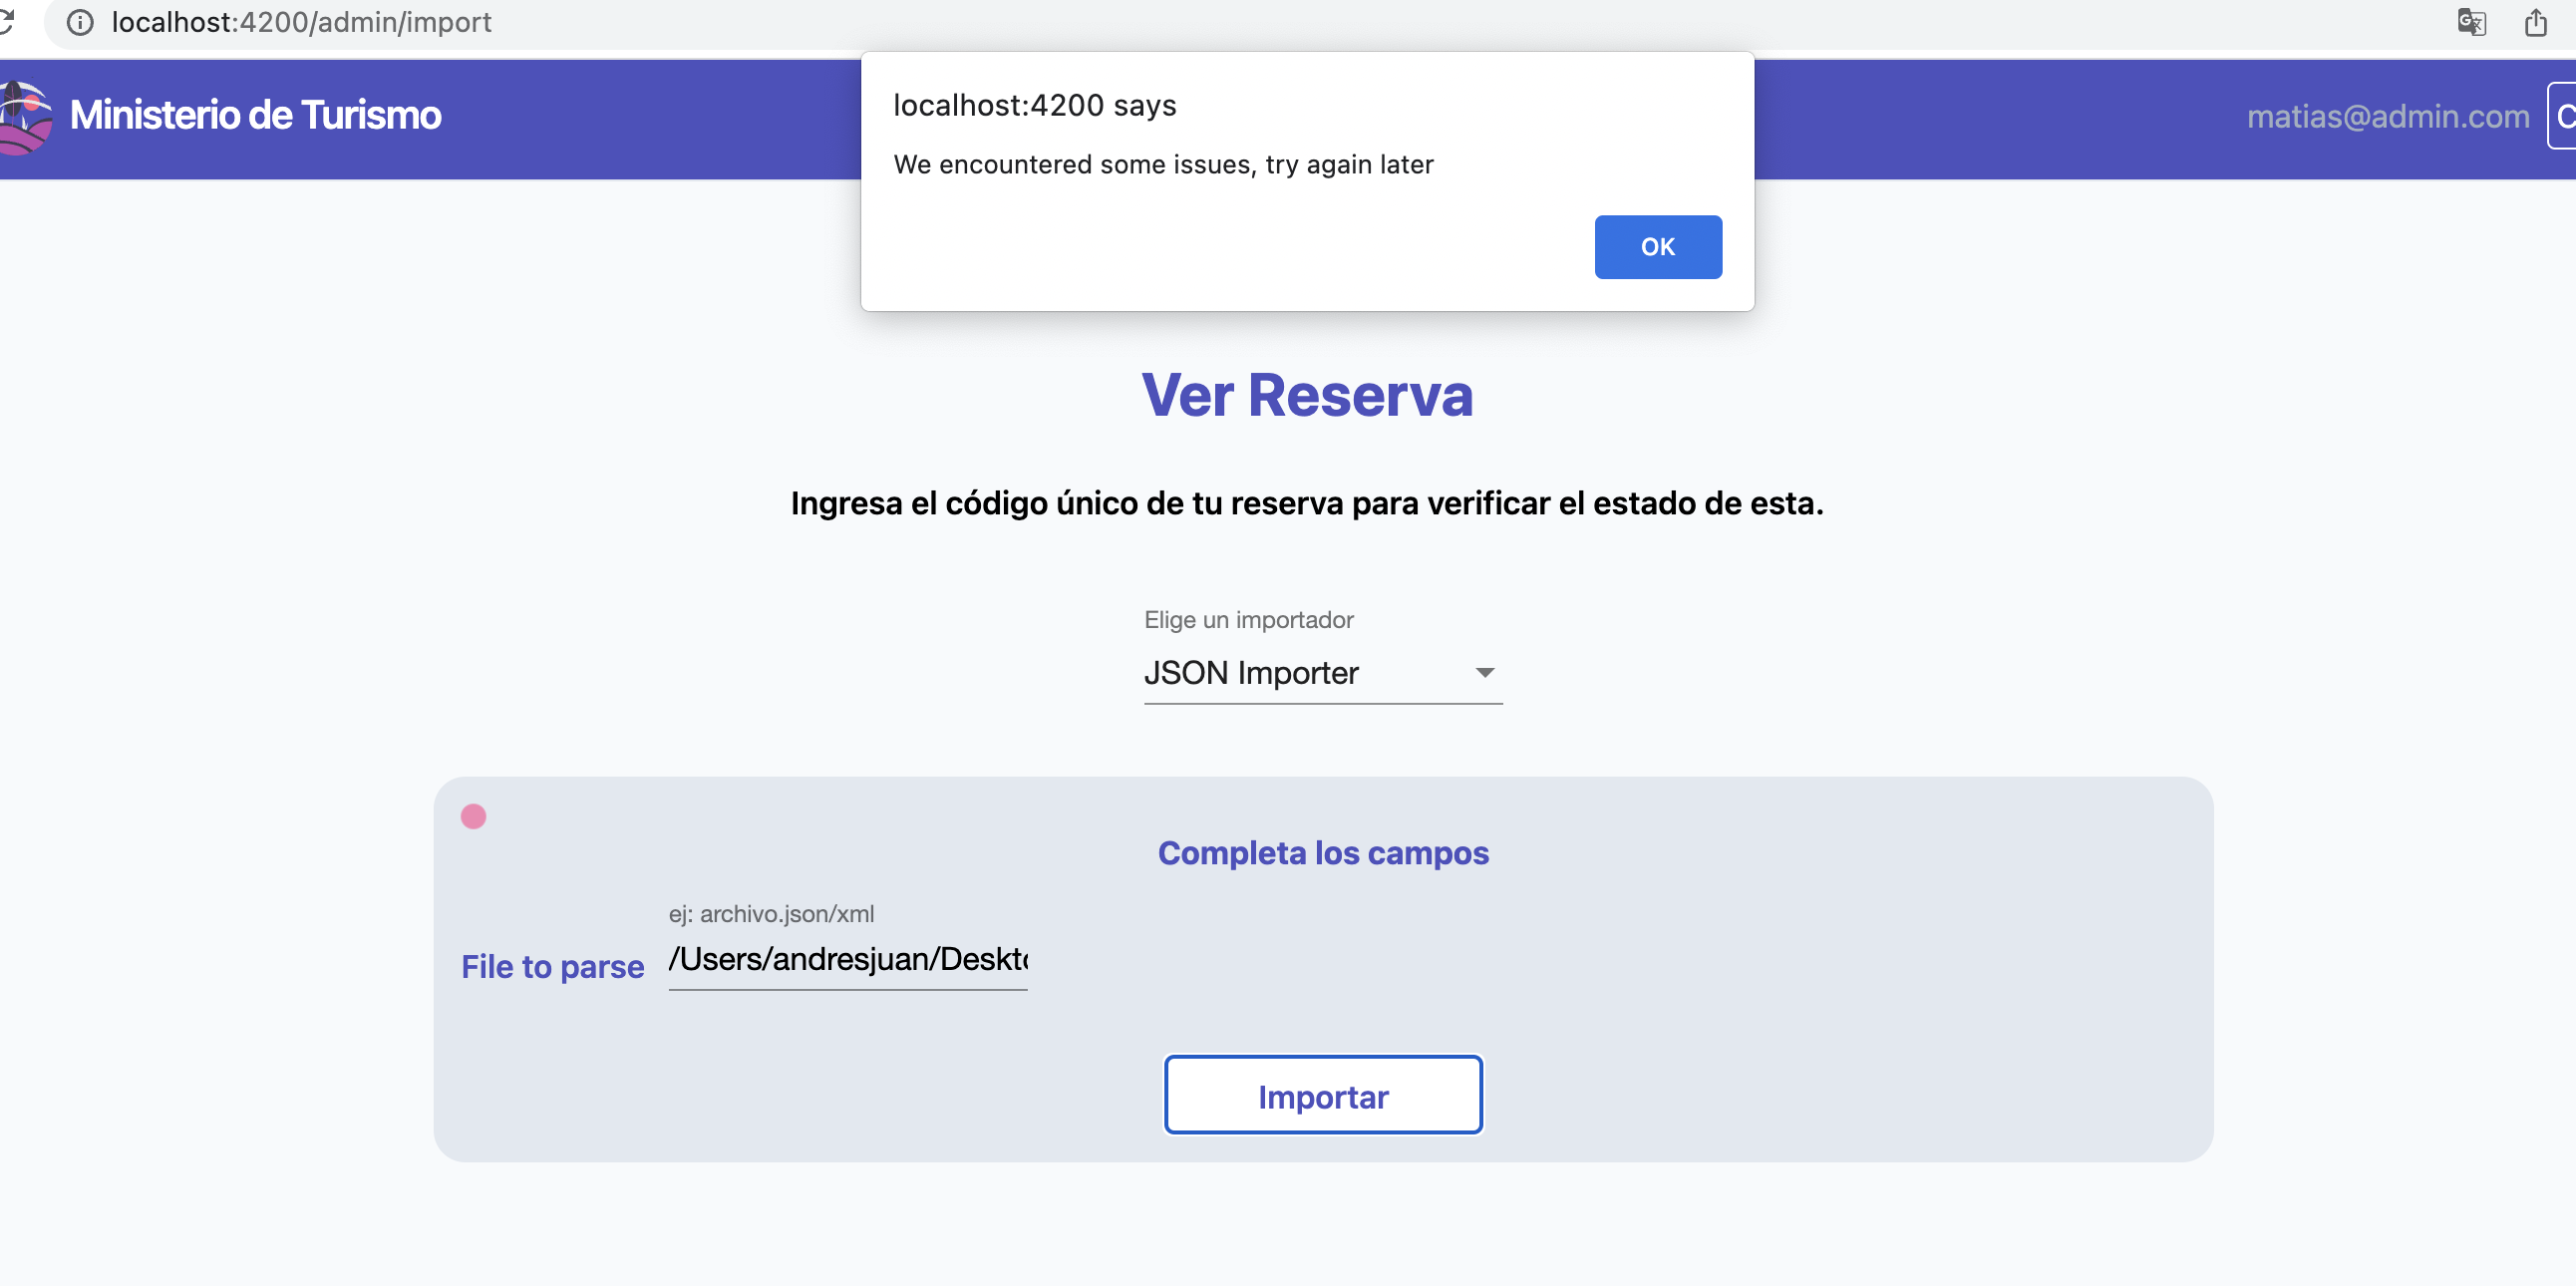 localhost:4200/admin/import
localhost:4200 says
We encountered some issues, try again later
OK
Ministerio de Turismo
matias@admin.com
Ver Reserva
Ingresa el código único de tu reserva para verificar el estado de esta.
Elige un importador
JSON Importer
Completa los campos
ej: archivo.json/xml
File to parse
/Users/andresjuan/Deskto
Importar